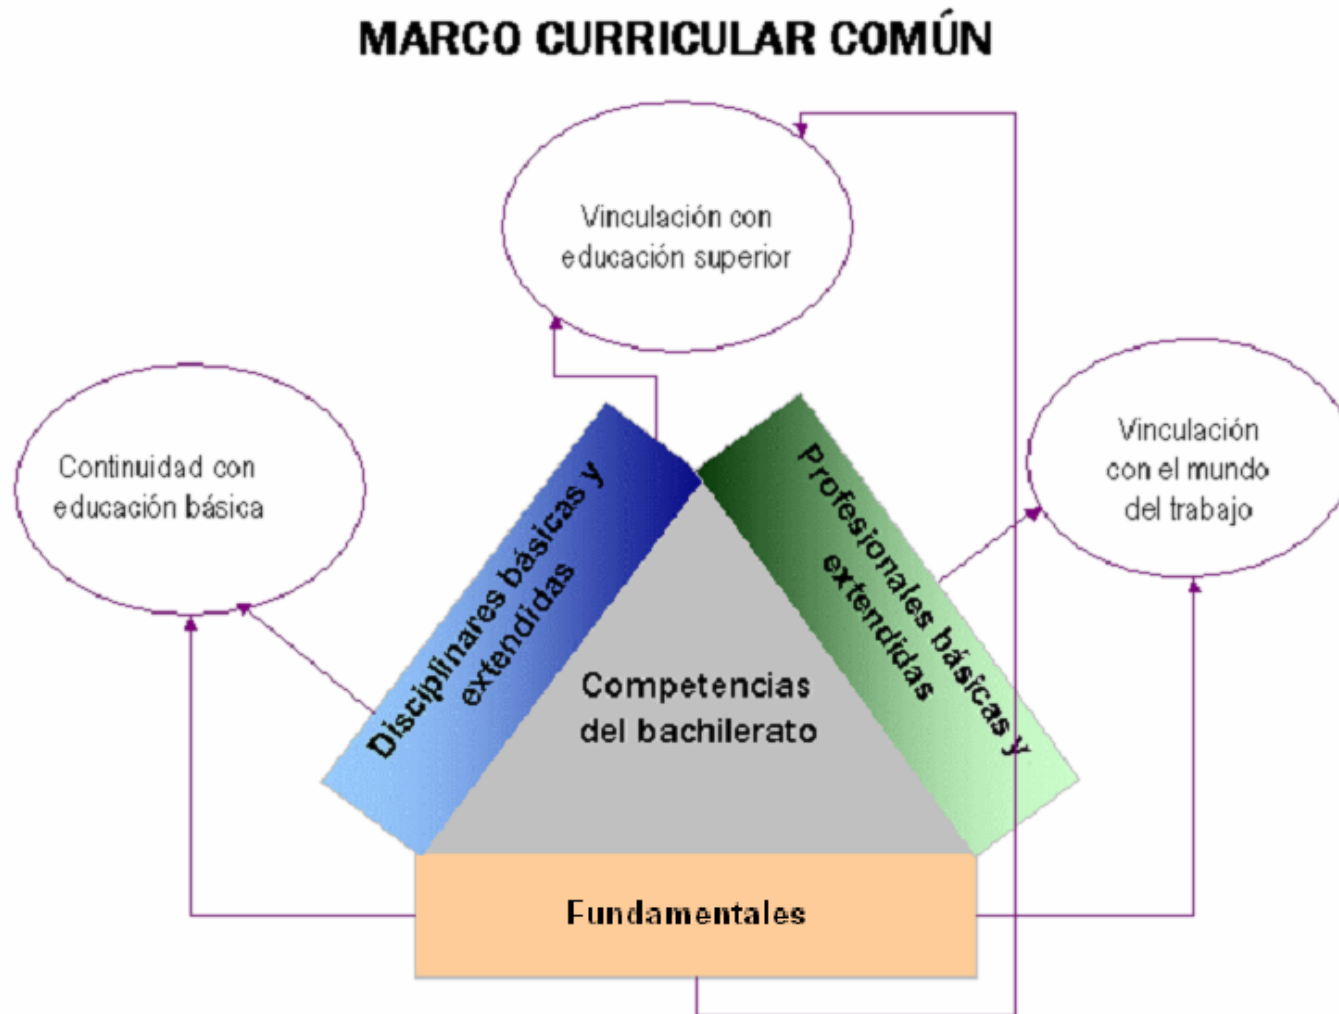 MARCO CURRICULAR COMÚN
Vinculación con
educación superior
Continuidad con
educación básica
Vinculación
con el mundo
del trabajo
Disciplinares básicas y
extendidas
Profesionales básicas y
extendidas
Competencias
del bachilerato
Fundamentales